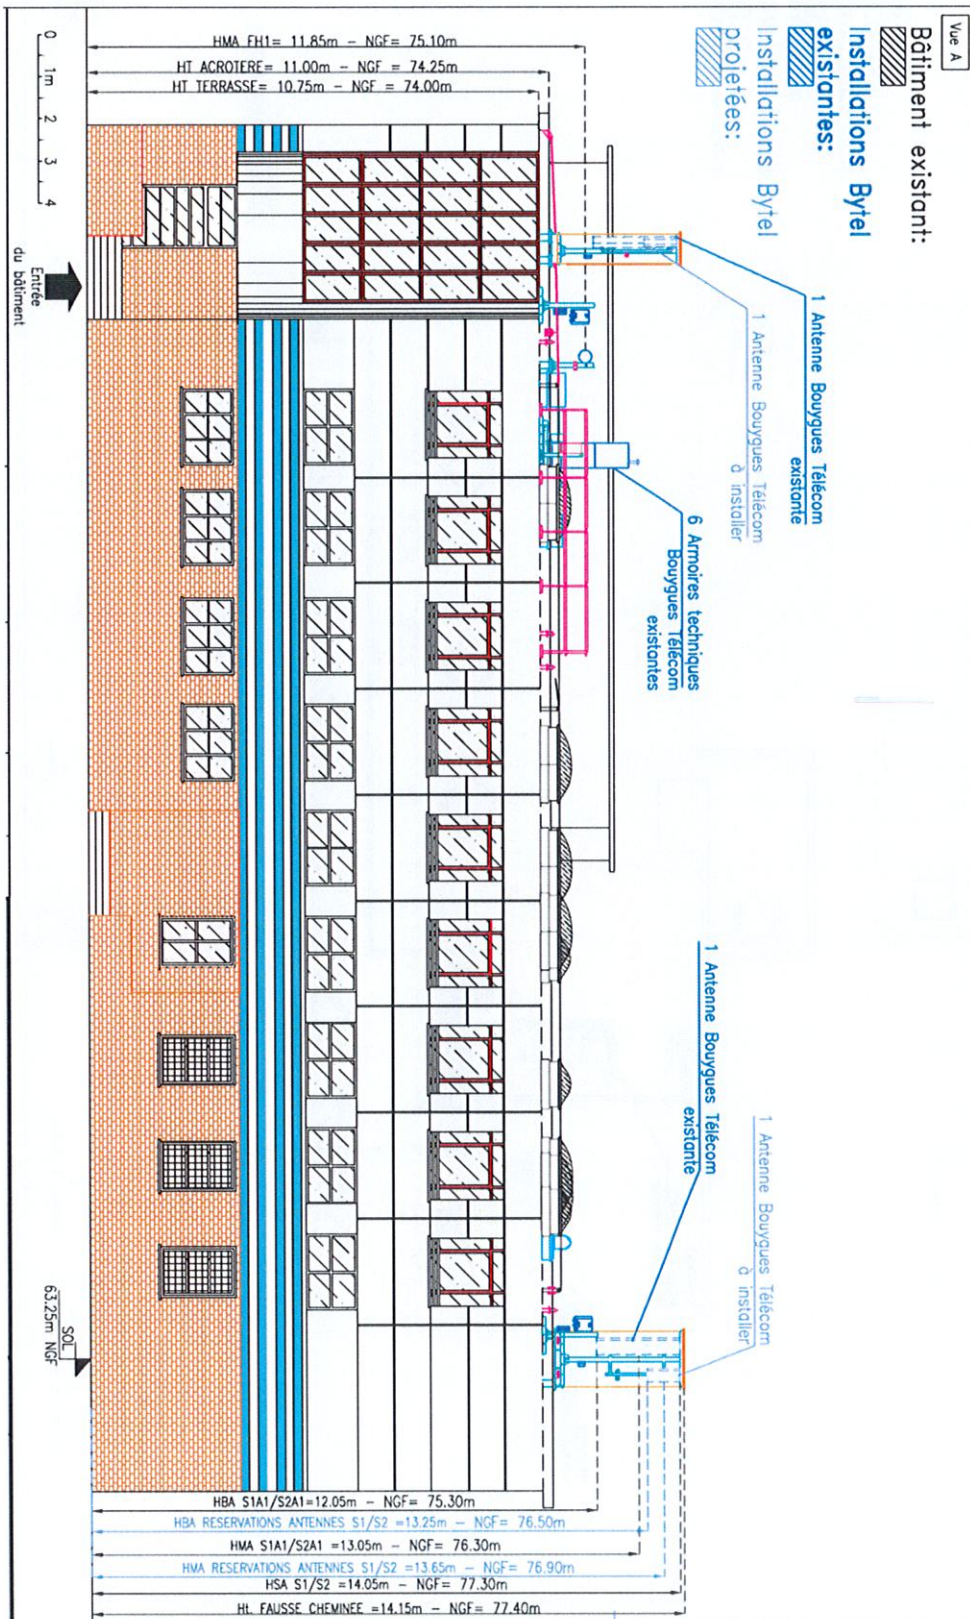 Vue A
Bâtiment existant:
Installations Bytel
existantes:
Installations Bytel
projetées:
1 Antenne Bouygues Télécom
existante
1 Antenne Bouygues Télécom
à installer
6 Armoires techniques
Bouygues Télécom
existantes
1 Antenne Bouygues Télécom
existante
1 Antenne Bouygues Télécom
à installer
HMA FH1= 11.85m - NGF= 75.10m
HT ACROTERE= 11.00m - NGF = 74.25m
HT TERRASSE= 10.75m - NGF = 74.00m
HBA S1A1/S2A1=12.05m - NGF= 75.30m
HBA RESERVATIONS ANTENNES S1/S2 =13.25m - NGF= 76.50m
HMA S1A1/S2A1 =13.05m - NGF= 76.30m
HMA RESERVATIONS ANTENNES S1/S2 =13.65m - NGF= 76.90m
HSA S1/S2 =14.05m - NGF= 77.30m
Ht. FAUSSE CHEMINEE =14.15m - NGF= 77.40m
0 1m 2 3 4
Entrée
du bâtiment
SOL
63.25m NGF